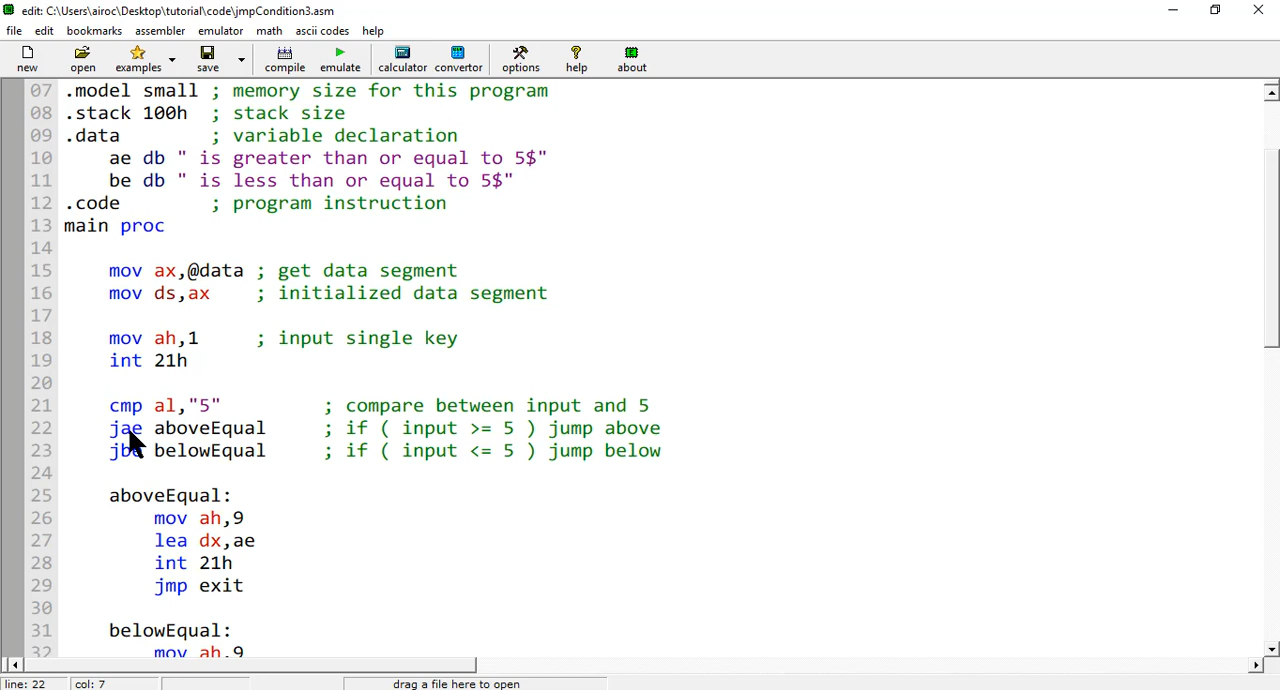 edit: C:\Users\airoc\Desktop\tutorial\code\jmpCondition3.asm
file edit bookmarks assembler emulator math ascii codes help
new open examples save compile emulate calculator convertor options help about
07 .model small ; memory size for this program
08 .stack 100h ; stack size
09 .data ; variable declaration
10 ae db " is greater than or equal to 5$"
11 be db " is less than or equal to 5$"
12 .code ; program instruction
13 main proc
14
15 mov ax,@data ; get data segment
16 mov ds,ax ; initialized data segment
17
18 mov ah,1 ; input single key
19 int 21h
20
21 cmp al,"5" ; compare between input and 5
22 jae aboveEqual ; if ( input >= 5 ) jump above
23 jbe belowEqual ; if ( input <= 5 ) jump below
24
25 aboveEqual:
26 mov ah,9
27 lea dx,ae
28 int 21h
29 jmp exit
30
31 belowEqual:
32 mov ah,9
line: 22 col: 7 drag a file here to open